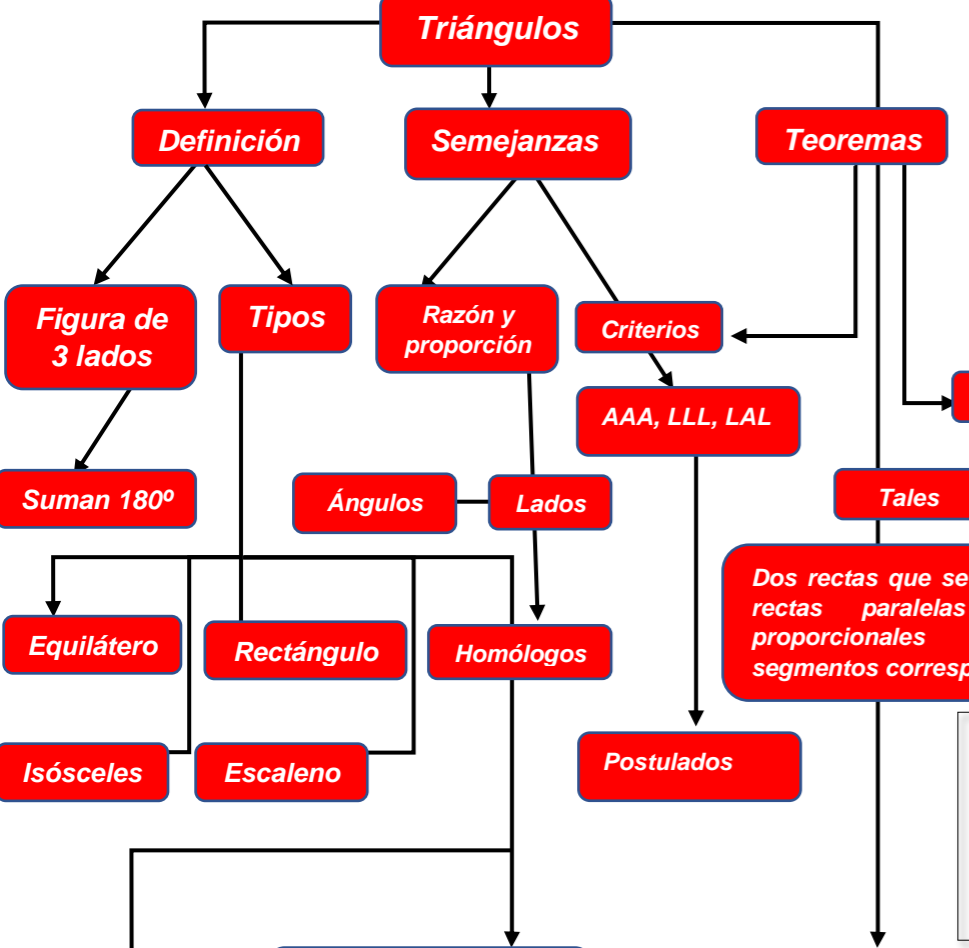 Triángulos
Definición
Semejanzas
Teoremas
Figura de
3 lados
Tipos
Razón y
proporción
Criterios
AAA, LLL, LAL
Suman 180º
Ángulos
Lados
Tales
Dos rectas que se
rectas paralelas
proporcionales
segmentos corresp
Equilátero
Rectángulo
Homólogos
Isósceles
Escaleno
Postulados